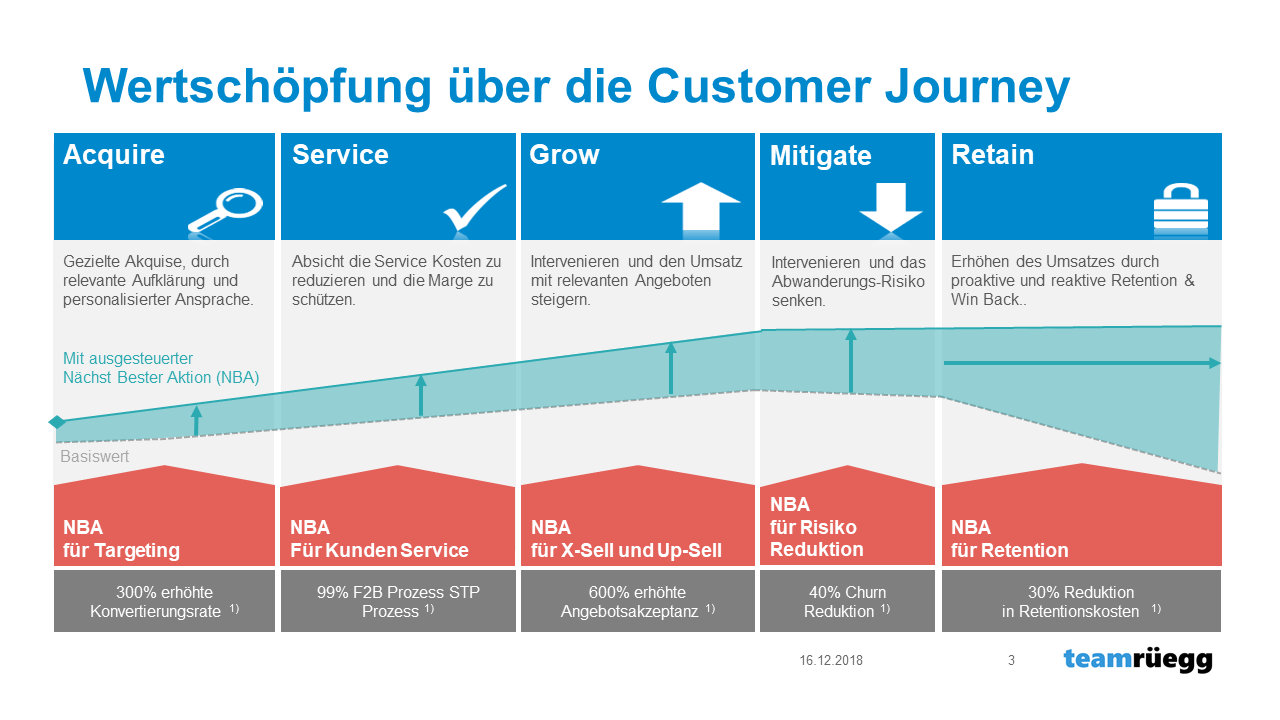 Wertschöpfung über die Customer Journey
Acquire
Gezielte Akquise, durch
relevante Aufklärung und
personalisierter Ansprache.
Service
Absicht die Service Kosten zu
reduzieren und die Marge zu
schützen.
Grow
Intervenieren und den Umsatz
mit relevanten Angeboten
steigern.
Mitigate
Intervenieren und das
Abwanderungs-Risiko
senken.
Retain
Erhöhen des Umsatzes durch
proaktive und reaktive Retention &
Win Back..
Mit ausgesteuerter
Nächst Bester Aktion (NBA)
Basiswert
NBA
für Targeting
NBA
Für Kunden Service
NBA
für X-Sell und Up-Sell
NBA
für Risiko
Reduktion
NBA
für Retention
300% erhöhte
Konvertierungsrate 1)
99% F2B Prozess STP
Prozess 1)
600% erhöhte
Angebotsakzeptanz 1)
40% Churn
Reduktion 1)
30% Reduktion
in Retentionskosten 1)
16.12.2018
3
teamrüegg